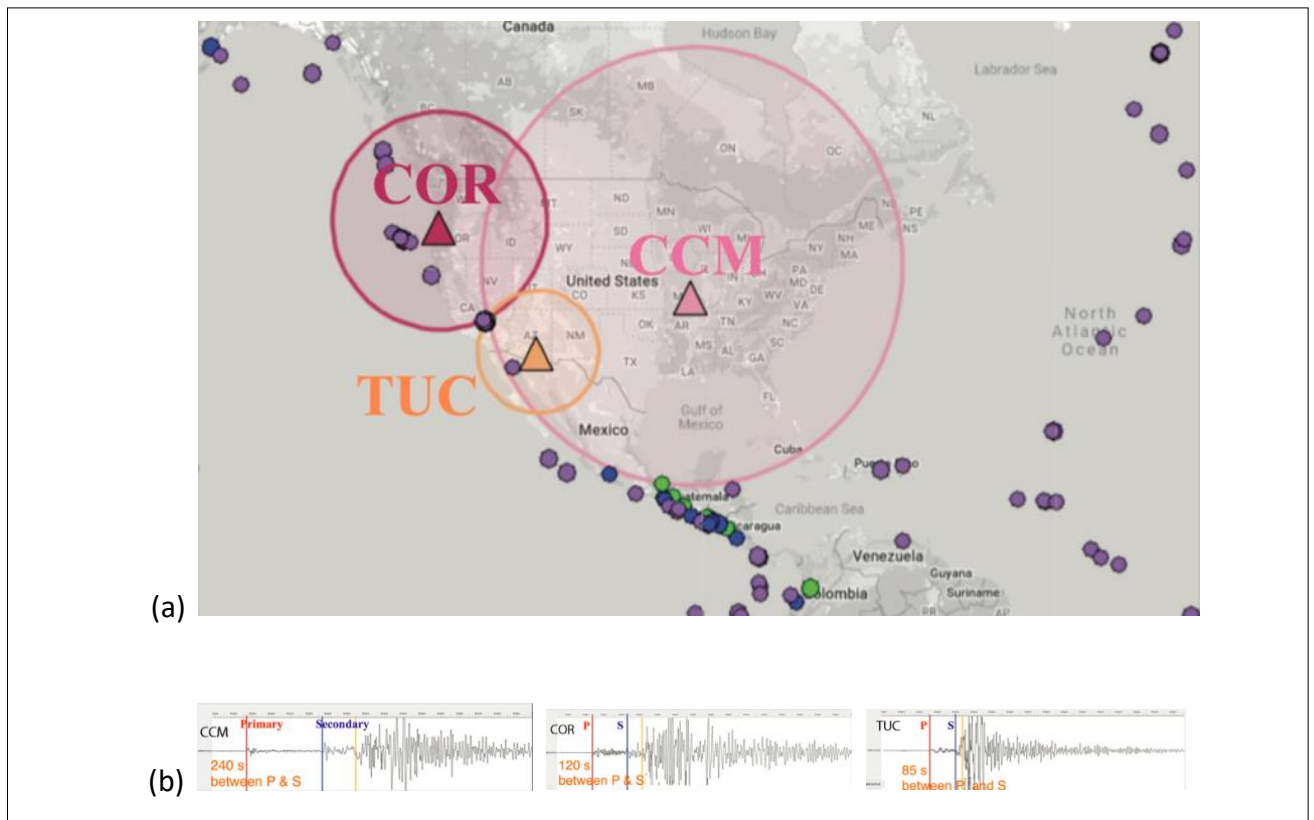 Canada
Hudson Bay
Labrador Sea
AB
MB
BC
SK
NL
ON
QC
COR
MT
ND
MN
PE
NS
ME
OR
ID
WY
SD
WI
NH
NY
MA
CCM
United States
NV
CO
KS
IN
PA
MD
DE
KY
WV
VA
CA
OK
AR
TN
NC
North
Atlantic
Ocean
AZ
NM
MS
AL
SC
GA
TX
LA
TUC
FL
Gulf of
Mexico
Mexico
Cuba
Caribbean Sea
Venezuela
Guyana
Suriname
(a)
CCM
Primary
Secondary
240 s
between P & S
COR
P
S
120 s
between P & S
TUC
P
S
85 s
between P and S
(b)